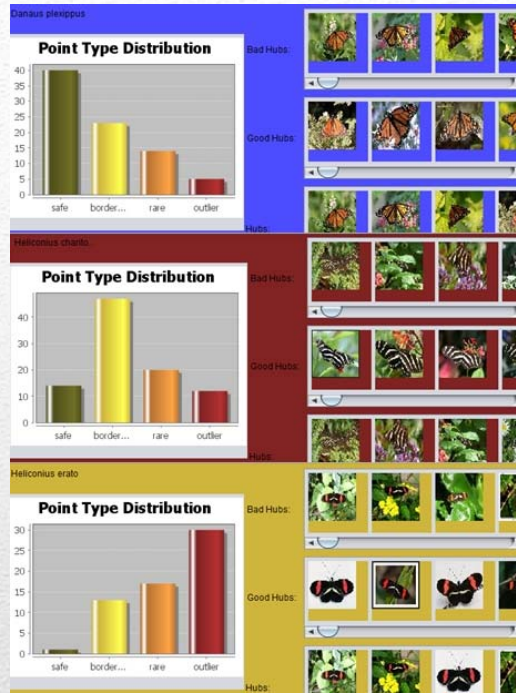 Danaus plexippus
Point Type Distribution
40
35
30
25
20
15
10
5
0
safe border... rare outlier
Bad Hubs:
Good Hubs:
Hubs:
Heliconius charito..
Point Type Distribution
40
30
20
10
0
safe border... rare outlier
Bad Hubs:
Good Hubs:
Hubs:
Heliconius erato
Point Type Distribution
30
25
20
15
10
5
0
safe border... rare outlier
Bad Hubs:
Good Hubs:
Hubs: